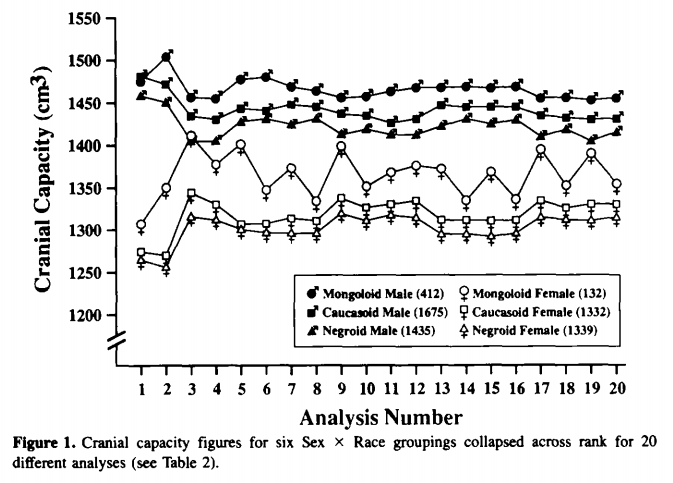 Cranial Capacity (cm3)
1550
1500
1450
1400
1350
1300
1250
1200
Mongoloid Male (412) Mongoloid Female (132)
Caucasoid Male (1675) Caucasoid Female (1332)
Negroid Male (1435) Negroid Female (1339)
1 2 3 4 5 6 7 8 9 10 11 12 13 14 15 16 17 18 19 20
Analysis Number
Figure 1. Cranial capacity figures for six Sex × Race groupings collapsed across rank for 20
different analyses (see Table 2).